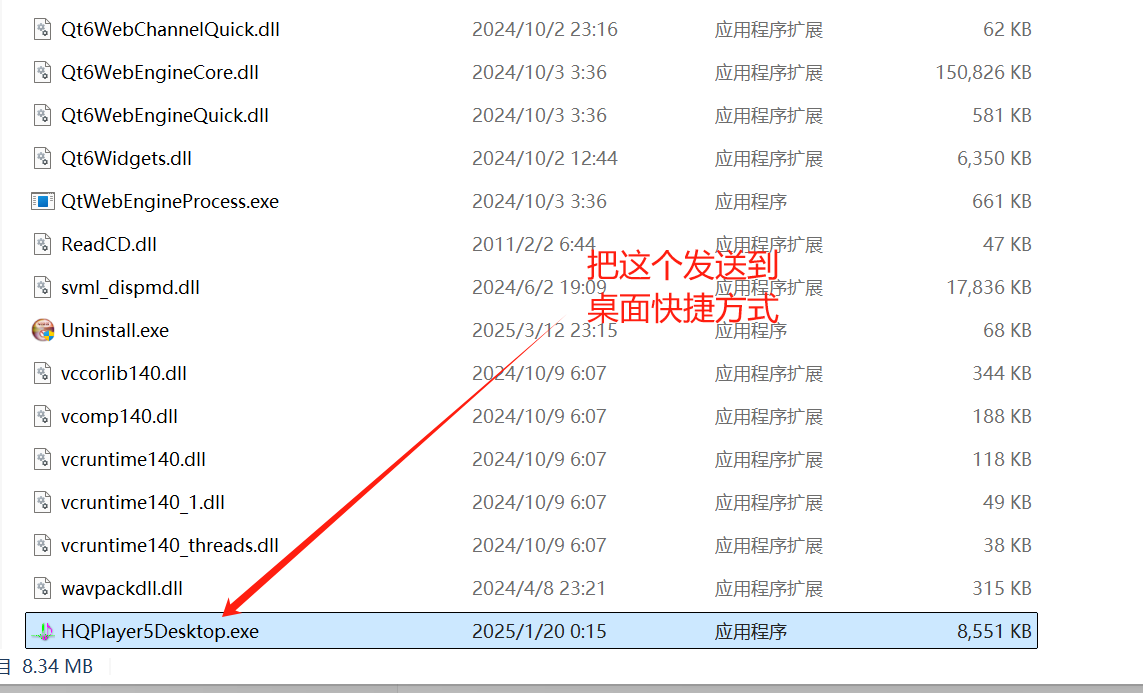 Qt6WebChannelQuick.dll 2024/10/2 23:16 应用程序扩展 62 KB
Qt6WebEngineCore.dll 2024/10/3 3:36 应用程序扩展 150,826 KB
Qt6WebEngineQuick.dll 2024/10/3 3:36 应用程序扩展 581 KB
Qt6Widgets.dll 2024/10/2 12:44 应用程序扩展 6,350 KB
QtWebEngineProcess.exe 2024/10/3 3:36 应用程序 661 KB
ReadCD.dll 2011/2/2 6:44 应用程序扩展 47 KB
把这个发送到
svml_dispmd.dll 2024/6/2 19:09 应用程序扩展 17,836 KB
桌面快捷方式
Uninstall.exe 2025/3/12 23:15 应用程序 68 KB
vccorlib140.dll 2024/10/9 6:07 应用程序扩展 344 KB
vcomp140.dll 2024/10/9 6:07 应用程序扩展 188 KB
vcruntime140.dll 2024/10/9 6:07 应用程序扩展 118 KB
vcruntime140_1.dll 2024/10/9 6:07 应用程序扩展 49 KB
vcruntime140_threads.dll 2024/10/9 6:07 应用程序扩展 38 KB
wavpackdll.dll 2024/4/8 23:21 应用程序扩展 315 KB
HQPlayer5Desktop.exe 2025/1/20 0:15 应用程序 8,551 KB
8.34 MB